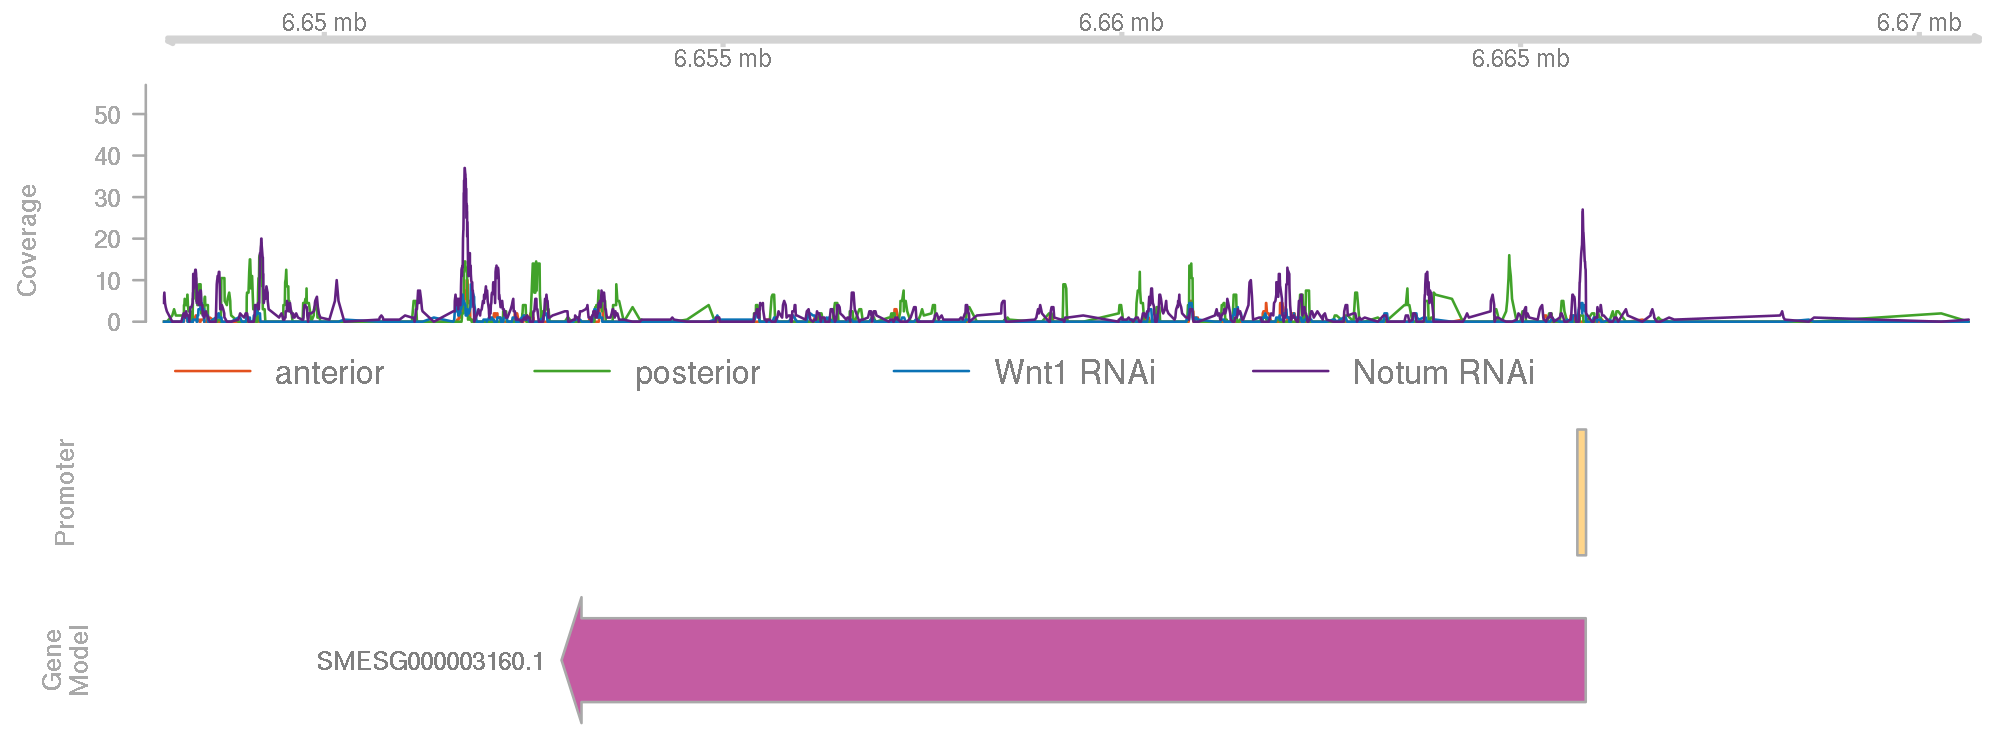 6.65 mb 6.66 mb 6.67 mb
6.655 mb 6.665 mb
Coverage
50
40
30
20
10
0
anterior posterior Wnt1 RNAi Notum RNAi
Promoter
Gene
Model
SMESG000003160.1